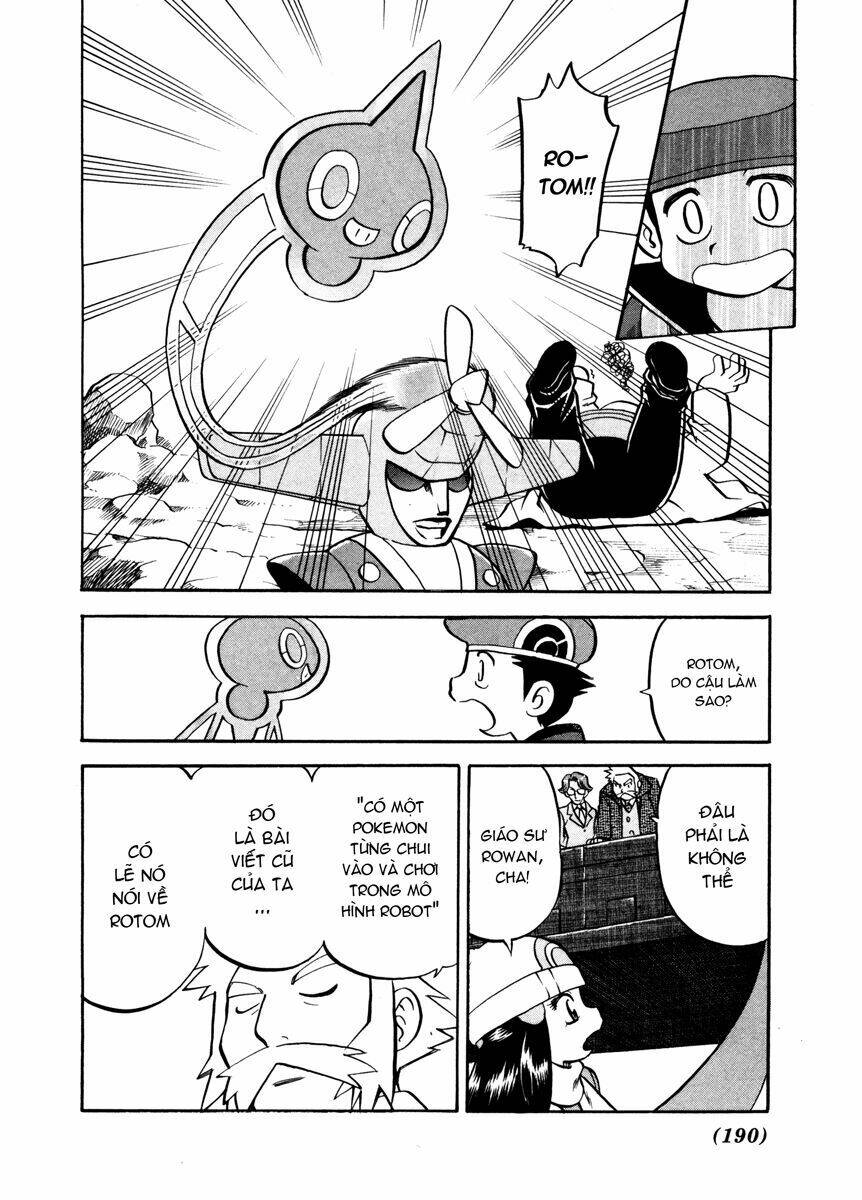 RO-
TOM!!
ROTOM,
DO CẬU LÀM
SAO?
ĐÂU
PHẢI LÀ
KHÔNG
THỂ
GIÁO SƯ
ROWAN,
CHA!
"CÓ MỘT
POKEMON
TỪNG CHUI
VÀO VÀ CHƠI
TRONG MÔ
HÌNH ROBOT"
ĐÓ
LÀ BÀI
VIẾT CŨ
CỦA TA
...
CÓ
LẼ NÓ
NÓI VỀ
ROTOM
(190)